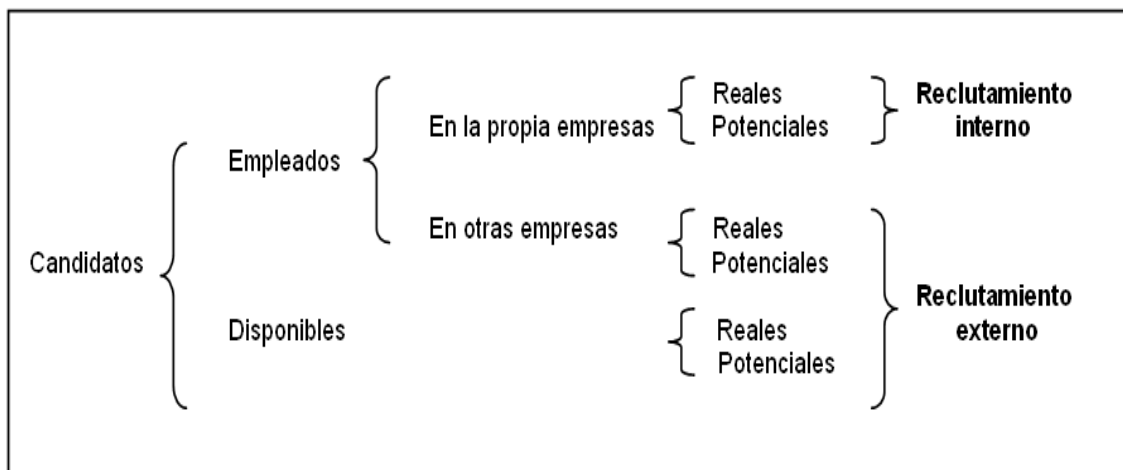 Reales
Potenciales
Reclutamiento
interno
En la propia empresas
Empleados
En otras empresas
Reales
Potenciales
Candidatos
Reclutamiento
externo
Disponibles
Reales
Potenciales